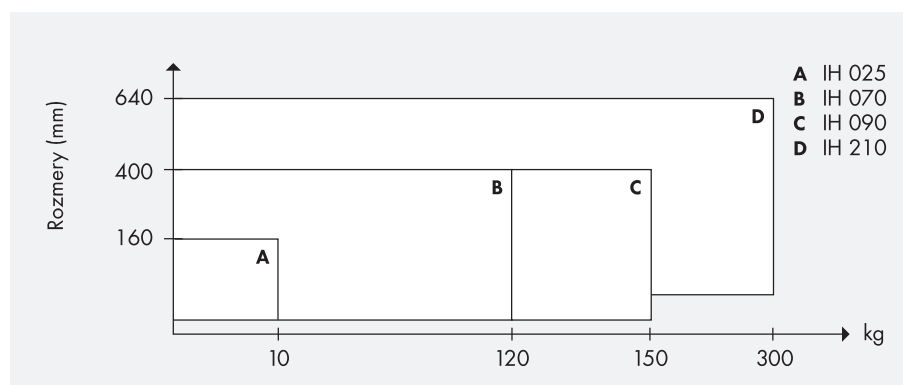 A IH 025
B IH 070
C IH 090
D IH 210
Rozmery (mm)
640
400
160
A
B
C
D
10
120
150
300
kg